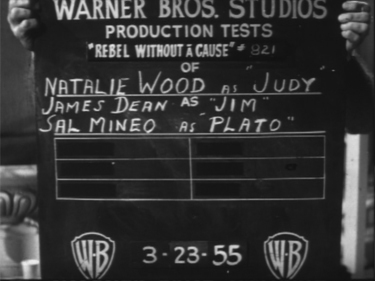 WARNER BROS. STUDIOS
PRODUCTION TESTS
"REBEL WITHOUT A CAUSE" # 821
OF
NATALIE WOOD AS "JUDY"
JAMES DEAN AS "JIM"
SAL MINEO AS "PLATO"
WB 3-23-55 WB